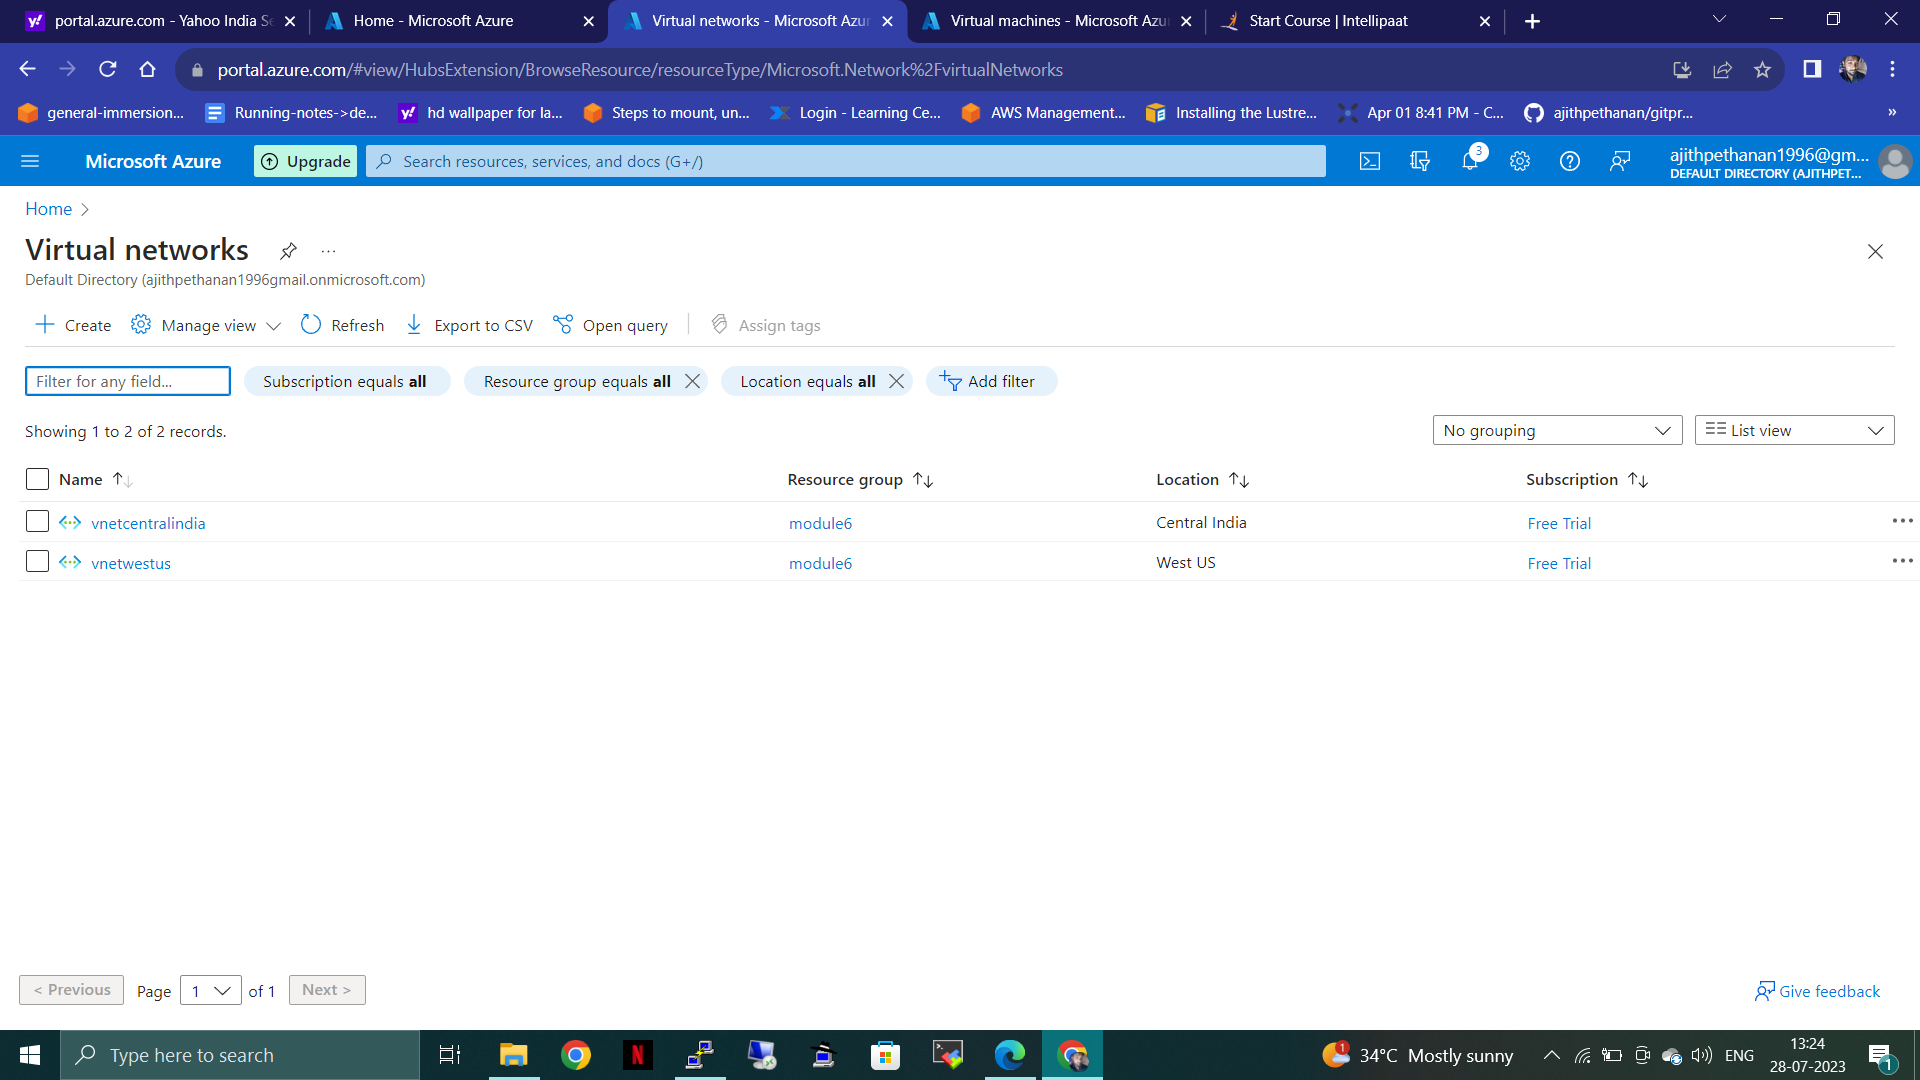 portal.azure.com - Yahoo India Se
Home - Microsoft Azure
Virtual networks - Microsoft Azur
Virtual machines - Microsoft Azur
Start Course | Intellipaat
portal.azure.com/#view/HubsExtension/BrowseResource/resourceType/Microsoft.Network%2FvirtualNetworks
general-immersion...
Running-notes->de...
hd wallpaper for la...
Steps to mount, un...
Login - Learning Ce...
AWS Management...
Installing the Lustre...
Apr 01 8:41 PM - C...
ajithpethanan/gitpr...
»
Microsoft Azure
Upgrade
Search resources, services, and docs (G+/)
3
ajithpethanan1996@gm...
DEFAULT DIRECTORY (AJITHPET...
Home
Virtual networks
...
Default Directory (ajithpethanan1996gmail.onmicrosoft.com)
Create
Manage view
Refresh
Export to CSV
Open query
Assign tags
Filter for any field...
Subscription equals all
Resource group equals all
Location equals all
Add filter
Showing 1 to 2 of 2 records.
No grouping
List view
Name
Resource group
Location
Subscription
vnetcentralindia
module6
Central India
Free Trial
vnetwestus
module6
West US
Free Trial
< Previous
Page
1
of 1
Next >
Give feedback
Type here to search
1
34°C Mostly sunny
ENG
13:24
28-07-2023
1